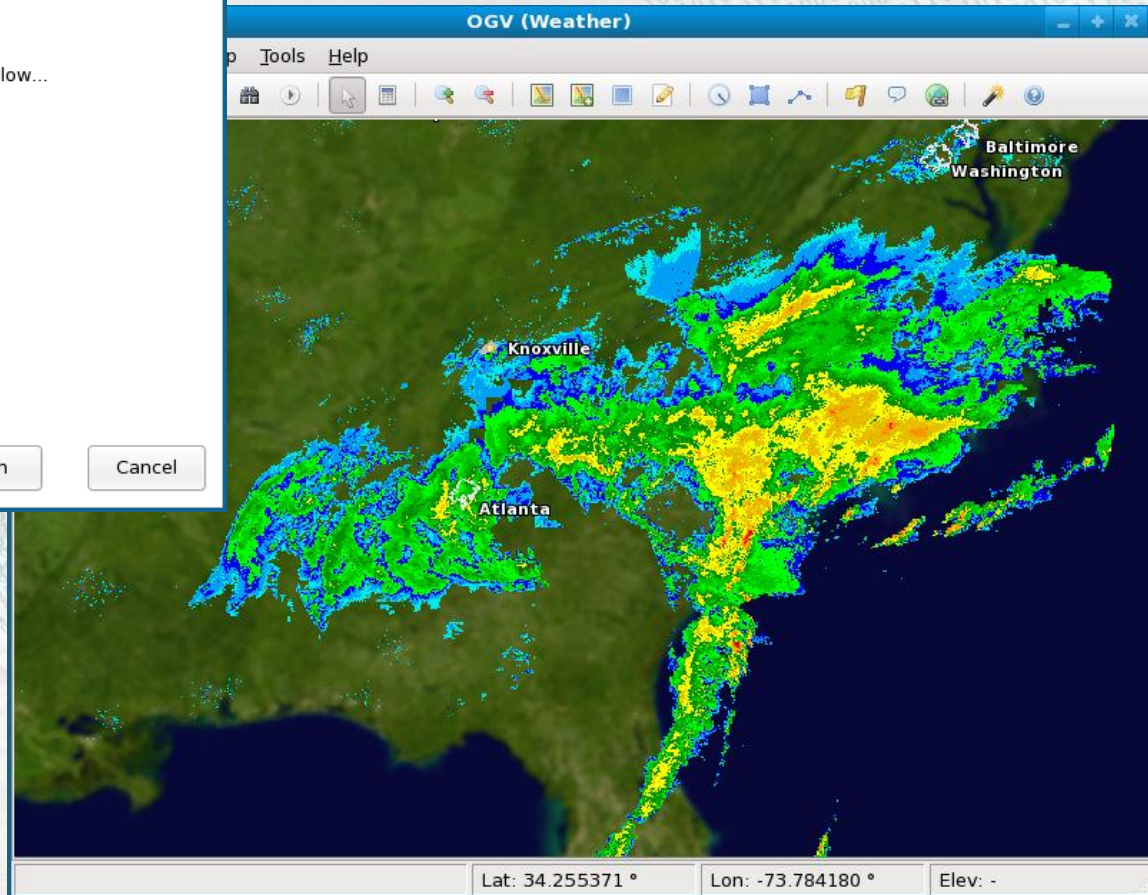 OGV (Weather)
Tools Help
low...
Baltimore
Washington
Knoxville
Cancel
Atlanta
Lat: 34.255371 ° Lon: -73.784180 ° Elev: -